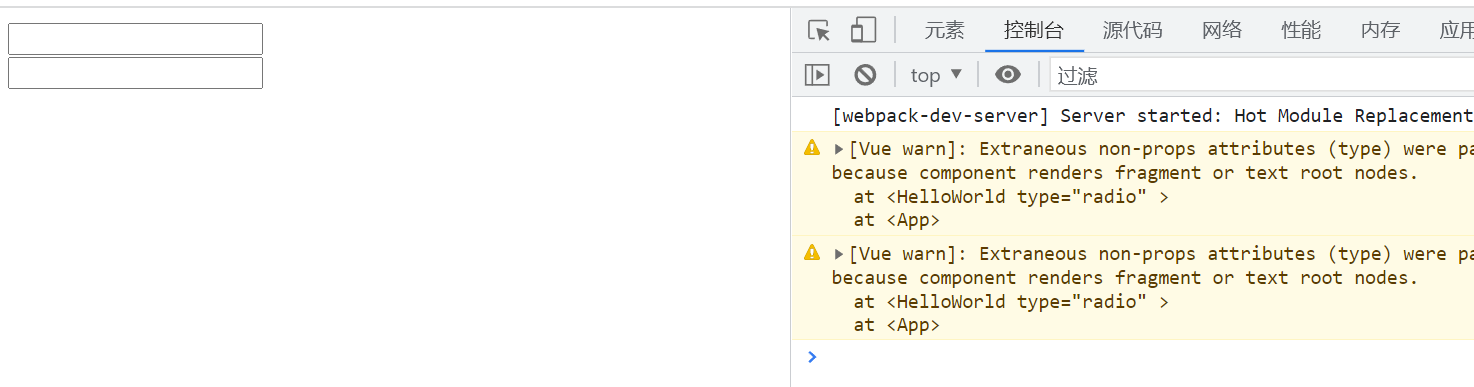 元素 控制台 源代码 网络 性能 内存 应用
top ▼ 过滤
[webpack-dev-server] Server started: Hot Module Replacement
[Vue warn]: Extraneous non-props attributes (type) were
because component renders fragment or text root nodes.
at <HelloWorld type="radio" >
at <App>
[Vue warn]: Extraneous non-props attributes (type) were
because component renders fragment or text root nodes.
at <HelloWorld type="radio" >
at <App>